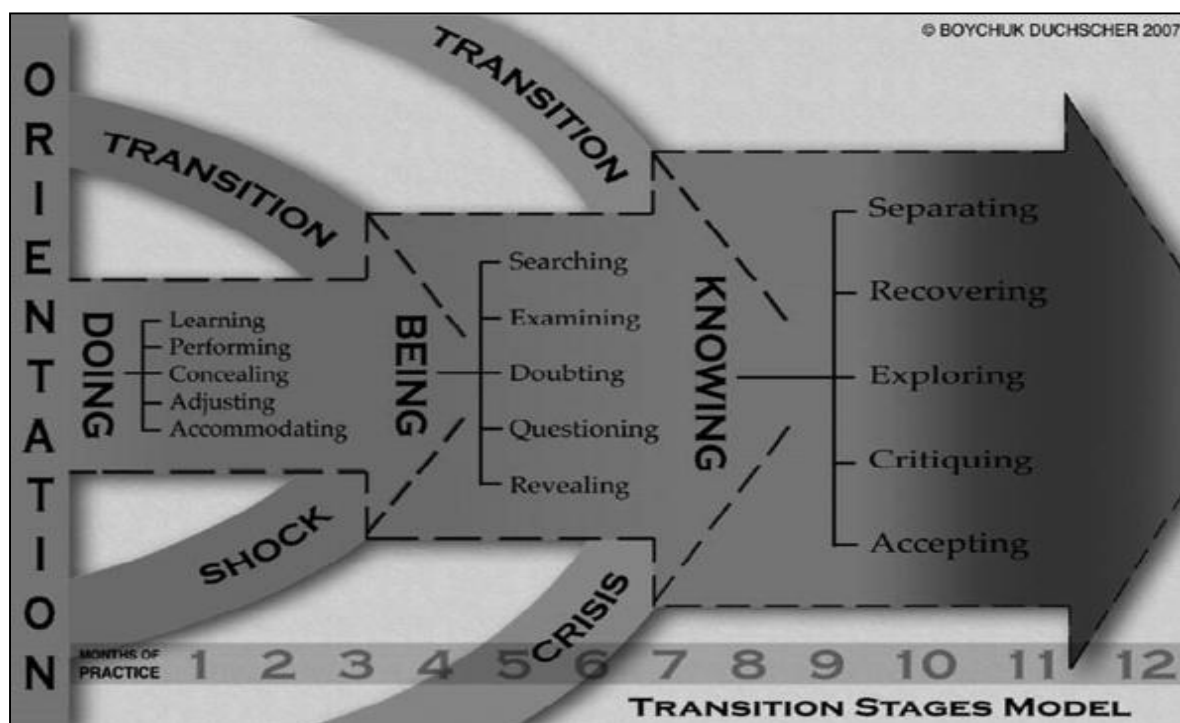 © BOYCHUK DUCHSCHER 2007
ORIENTATION
TRANSITION
SHOCK
TRANSITION
CRISIS
DOING
Learning
Performing
Concealing
Adjusting
Accommodating
BEING
Searching
Examining
Doubting
Questioning
Revealing
KNOWING
Separating
Recovering
Exploring
Critiquing
Accepting
MONTHS OF
PRACTICE
1 2 3 4 5 6 7 8 9 10 11 12
TRANSITION STAGES MODEL